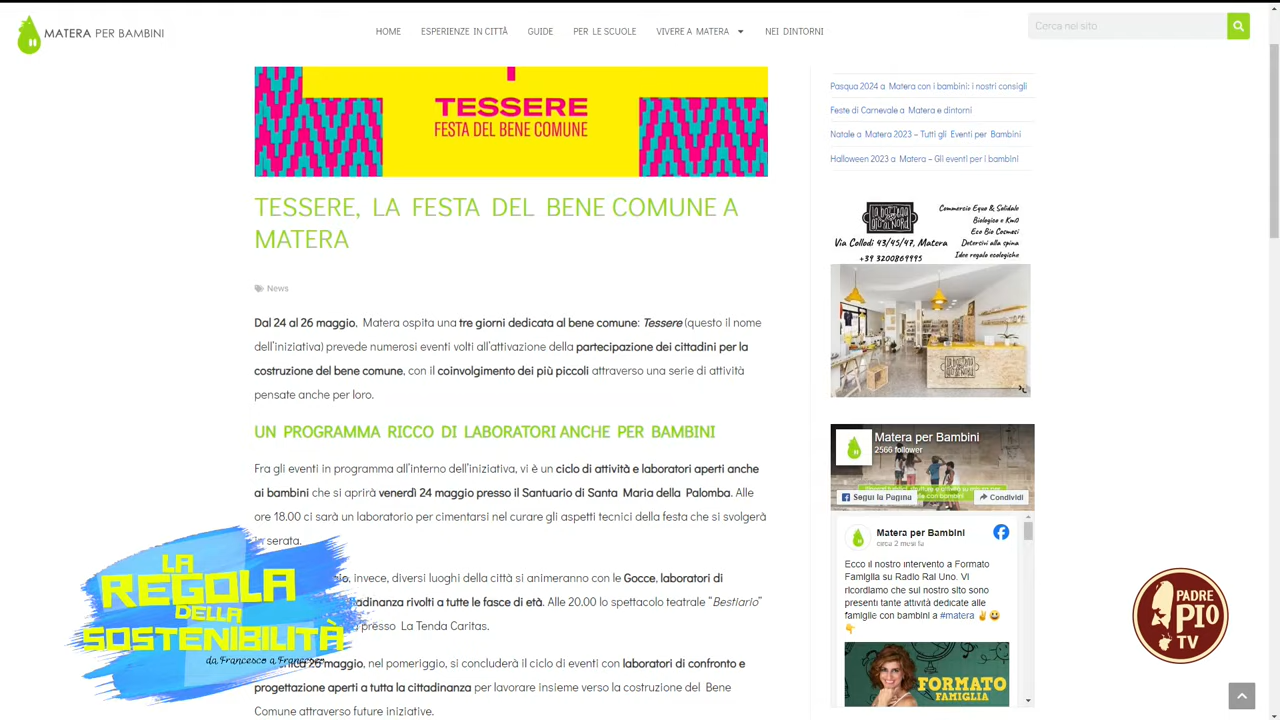 MATERA PER BAMBINI
HOME
ESPERIENZE IN CITTÀ
GUIDE
PER LE SCUOLE
VIVERE A MATERA
NEI DINTORNI
Cerca nel sito
TESSERE
FESTA DEL BENE COMUNE
TESSERE, LA FESTA DEL BENE COMUNE A
MATERA
News
Dal 24 al 26 maggio, Matera ospita una tre giorni dedicata al bene comune: Tessere (questo il nome
dell'iniziativa) prevede numerosi eventi volti all'attivazione della partecipazione dei cittadini per la
costruzione del bene comune, con il coinvolgimento dei più piccoli attraverso una serie di attività
pensate anche per loro.
UN PROGRAMMA RICCO DI LABORATORI ANCHE PER BAMBINI
Fra gli eventi in programma all'interno dell'iniziativa, vi è un ciclo di attività e laboratori aperti anche
ai bambini che si aprirà venerdì 24 maggio presso il Santuario di Santa Maria della Palomba. Alle
ore 18.00 ci sarà un laboratorio per cimentarsi nel curare gli aspetti tecnici della festa che si svolgerà
in serata.
invece, diversi luoghi della città si animeranno con le Gocce, laboratori di
rivolti a tutte le fasce di età. Alle 20.00 lo spettacolo teatrale "Bestiario"
presso La Tenda Caritas.
26 maggio, nel pomeriggio, si concluderà il ciclo di eventi con laboratori di confronto e
progettazione aperti a tutta la cittadinanza per lavorare insieme verso la costruzione del Bene
Comune attraverso future iniziative.
Pasqua 2024 a Matera con i bambini: i nostri consigli
Feste di Carnevale a Matera e dintorni
Natale a Matera 2023 – Tutti gli Eventi per Bambini
Halloween 2023 a Matera – Gli eventi per i bambini
Commercio Equo & Solidale
Biologico e Km0
Eco Bio Cosmesi
Detersivi alla spina
Idee regalo ecologiche
Via Collodi 43/45/47, Matera
+39 3200869995
Matera per Bambini
2566 follower
Segui la Pagina
Condividi
Matera per Bambini
circa 2 mesi fa
Ecco il nostro intervento a Formato
Famiglia su Radio Rai Uno. Vi
ricordiamo che sul nostro sito sono
presenti tante attività dedicate alle
famiglie con bambini a #matera ✌😃
👇
FORMATO
FAMIGLIA
LA
REGOLA
DELLA
SOSTENIBILITÀ
da Francesco a Francesco
PADRE
PIO
TV